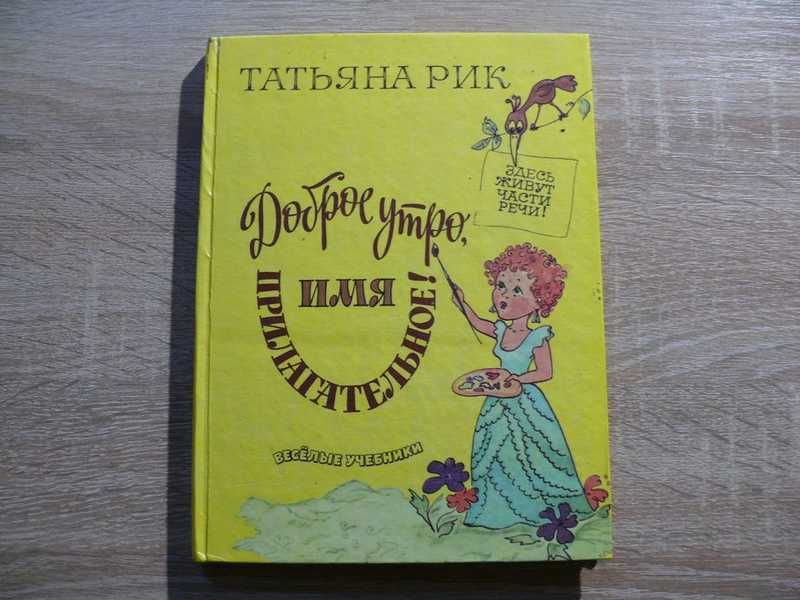 ТАТЬЯНА РИК
ЗДЕСЬ
ЖИВУТ
ЧАСТИ
РЕЧИ!
Доброе утро,
ИМЯ
ПРИЛАГАТЕЛЬНОЕ!
ВЕСЁЛЫЕ УЧЕБНИКИ